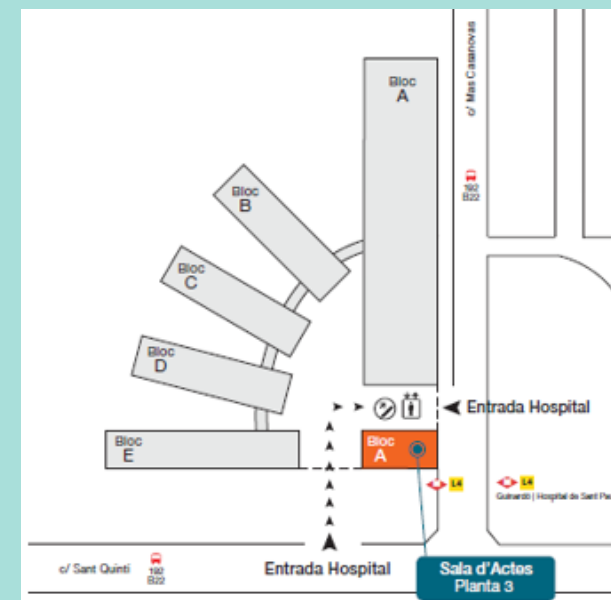 Bloc
A
c/ Mas Casanovas
192
B22
Bloc
B
Bloc
C
Bloc
D
Entrada Hospital
Bloc
E
Bloc
A
L4
L4
Guinardó | Hospital de Sant Pau
c/ Sant Quintí
192
B22
Entrada Hospital
Sala d'Actes
Planta 3